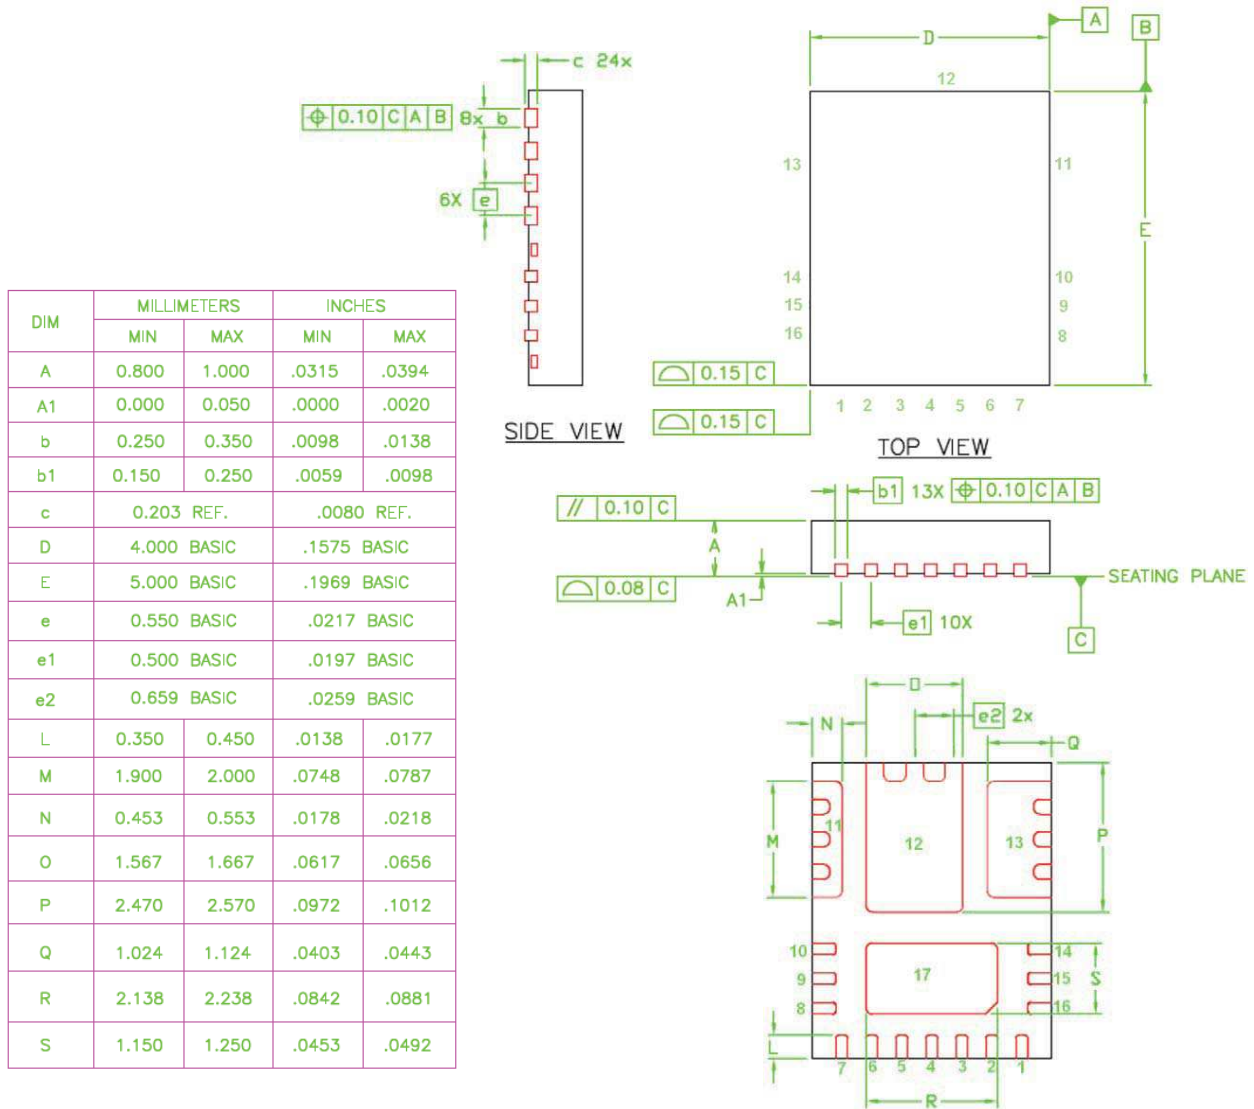 c 24x
⌖ 0.10 C A B 8x b
6X e
SIDE VIEW
D
A
B
12
13
11
E
14
10
15
9
16
8
⌓ 0.15 C
⌓ 0.15 C
1 2 3 4 5 6 7
TOP VIEW
DIM MILLIMETERS INCHES
MIN MAX MIN MAX
A 0.800 1.000 .0315 .0394
A1 0.000 0.050 .0000 .0020
b 0.250 0.350 .0098 .0138
b1 0.150 0.250 .0059 .0098
c 0.203 REF. .0080 REF.
D 4.000 BASIC .1575 BASIC
E 5.000 BASIC .1969 BASIC
e 0.550 BASIC .0217 BASIC
e1 0.500 BASIC .0197 BASIC
e2 0.659 BASIC .0259 BASIC
L 0.350 0.450 .0138 .0177
M 1.900 2.000 .0748 .0787
N 0.453 0.553 .0178 .0218
O 1.567 1.667 .0617 .0656
P 2.470 2.570 .0972 .1012
Q 1.024 1.124 .0403 .0443
R 2.138 2.238 .0842 .0881
S 1.150 1.250 .0453 .0492
b1 13X ⌖ 0.10 C A B
// 0.10 C
A
⌓ 0.08 C
A1
SEATING PLANE
e1 10X
C
O
N
e2 2x
Q
11
M
12
13
P
10
14
9
17
15
S
8
16
L
7 6 5 4 3 2 1
R